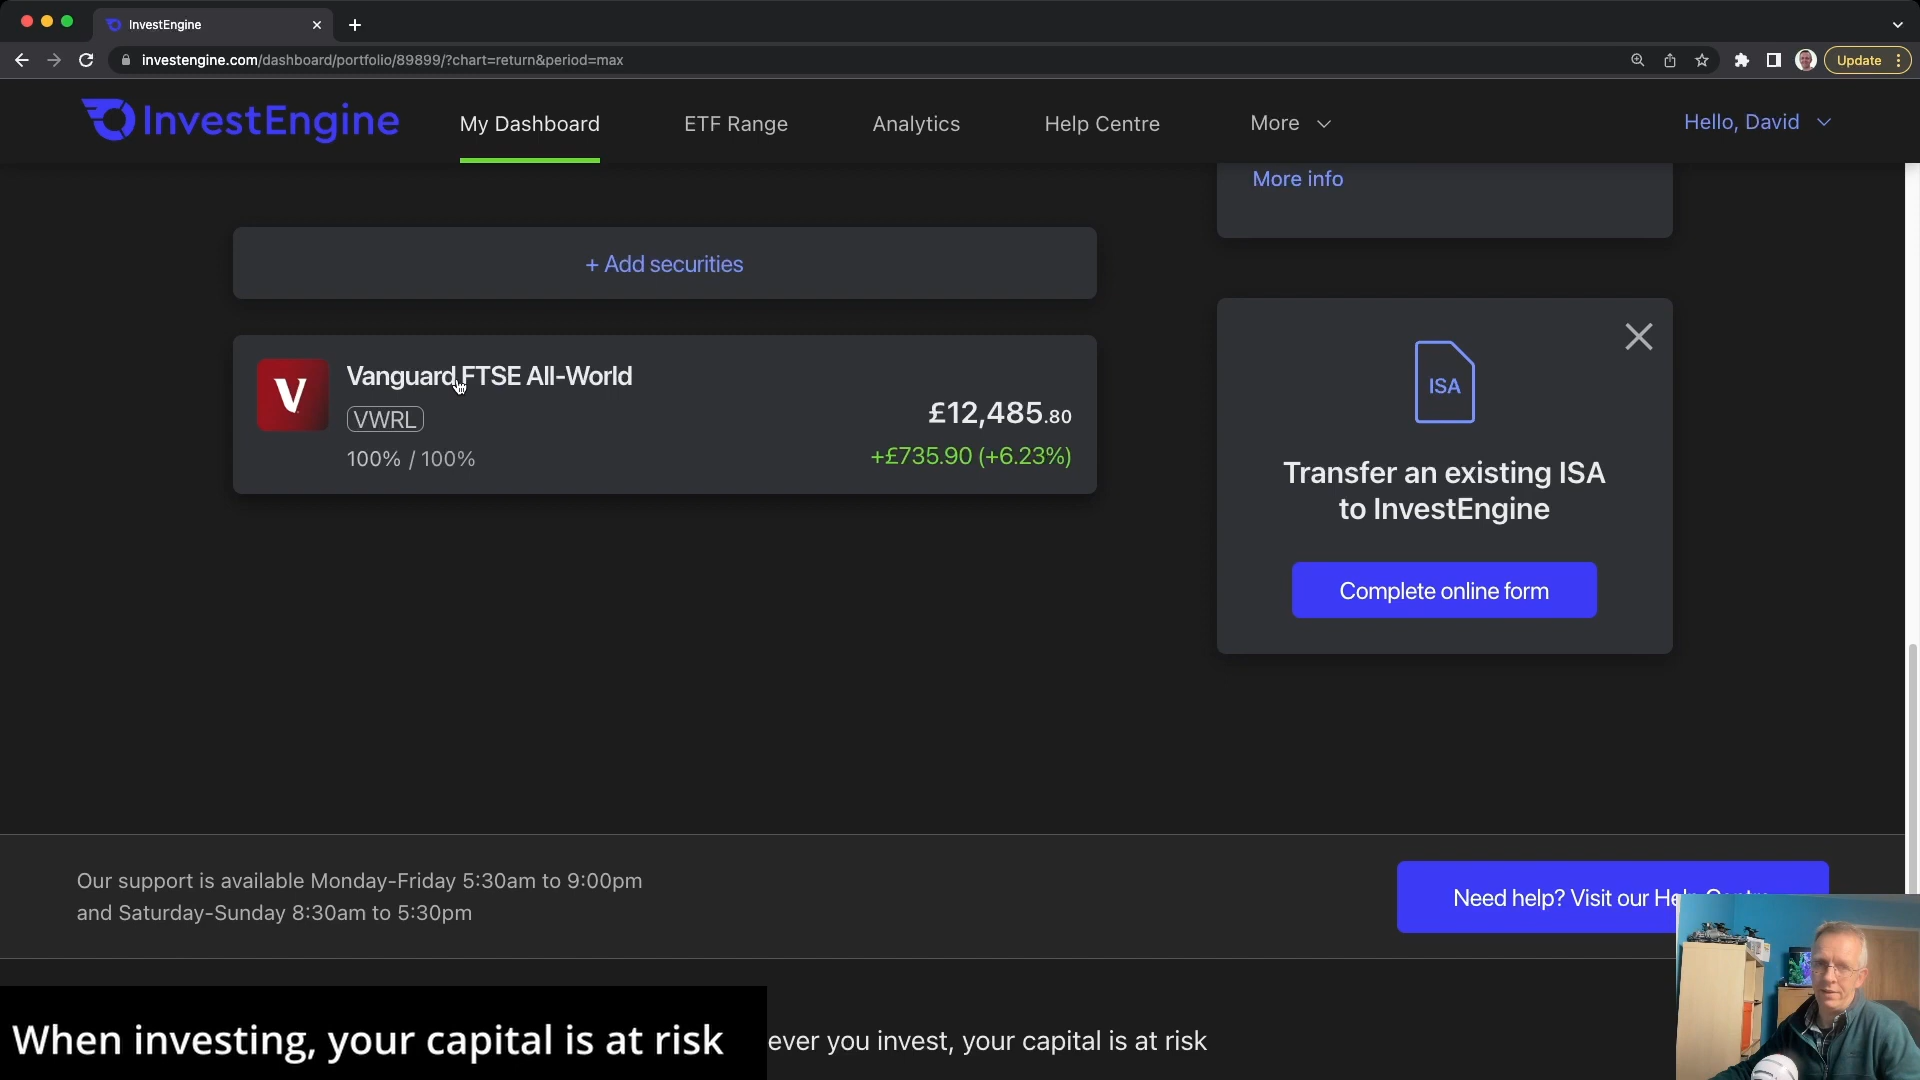 InvestEngine
investengine.com/dashboard/portfolio/89899/?chart=return&period=max
Update
InvestEngine
My Dashboard
ETF Range
Analytics
Help Centre
More
Hello, David
More info
+ Add securities
V
Vanguard FTSE All-World
VWRL
100% / 100%
£12,485.80
+£735.90 (+6.23%)
ISA
Transfer an existing ISA
to InvestEngine
Complete online form
Our support is available Monday-Friday 5:30am to 9:00pm
and Saturday-Sunday 8:30am to 5:30pm
Need help? Visit our
When investing, your capital is at risk
ever you invest, your capital is at risk